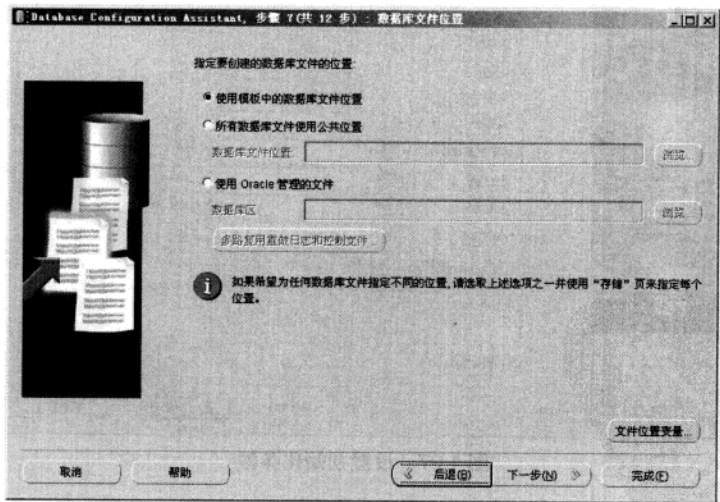 Database Configuration Assistant, 步骤 7(共 12 步) : 数据库文件位置
指定要创建的数据库文件的位置:
使用模板中的数据库文件位置
所有数据库文件使用公共位置
数据库文件位置:
浏览...
使用 Oracle 管理的文件
数据库区:
浏览...
多路复用重做日志和控制文件...
如果希望为任何数据库文件指定不同的位置,请选取上述选项之一并使用“存储”页来指定每个
位置。
文件位置变量...
取消
帮助
后退(B)
下一步(N)
完成(F)